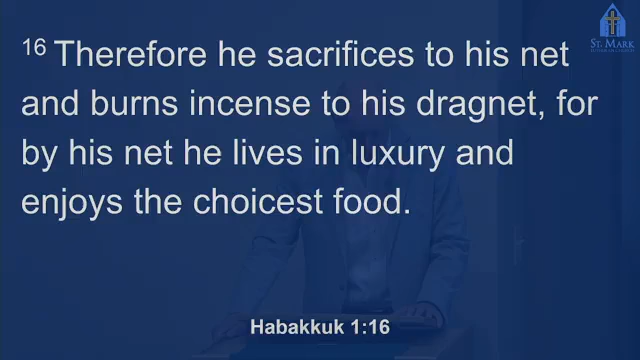 ST. MARK
16 Therefore he sacrifices to his net
and burns incense to his dragnet, for
by his net he lives in luxury and
enjoys the choicest food.
Habakkuk 1:16